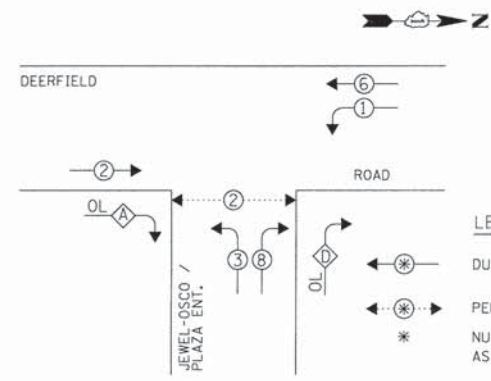 Z
DEERFIELD
6
1
2
ROAD
OL A
2
3 8
D
OL
JEWEL-OSCO /
PLAZA ENT.
LE
* DU
* PE
* NU
AS